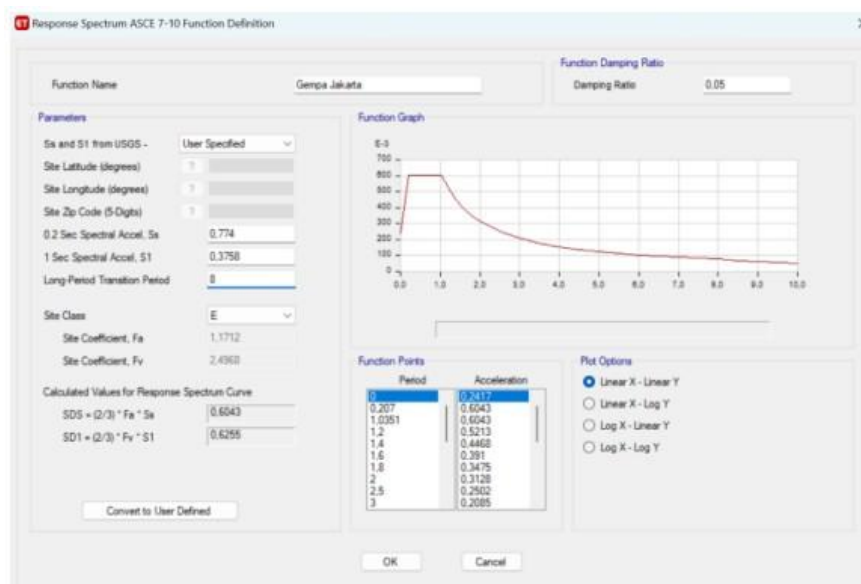 ET Response Spectrum ASCE 7-10 Function Definition
Function Name
Gempa Jakarta
Function Damping Ratio
Damping Ratio
0.05
Parameters
Ss and S1 from USGS -
User Specified
Site Latitude (degrees)
?
Site Longitude (degrees)
?
Site Zip Code (5-Digits)
?
0.2 Sec Spectral Accel, Ss
0,774
1 Sec Spectral Accel, S1
0,3758
Long-Period Transition Period
8
Site Class
E
Site Coefficient, Fa
1,1712
Site Coefficient, Fv
2,4968
Calculated Values for Response Spectrum Curve
SDS = (2/3) * Fa * Ss
0,6043
SD1 = (2/3) * Fv * S1
0,6255
Convert to User Defined
Function Graph
E-3
700
600
500
400
300
200
100
0
0,0 1,0 2,0 3,0 4,0 5,0 6,0 7,0 8,0 9,0 10,0
Function Points
Period Acceleration
0 0,2417
0,207 0,6043
1,0351 0,6043
1,2 0,5213
1,4 0,4468
1,6 0,391
1,8 0,3475
2 0,3128
2,5 0,2502
3 0,2085
Plot Options
Linear X - Linear Y
Linear X - Log Y
Log X - Linear Y
Log X - Log Y
OK
Cancel